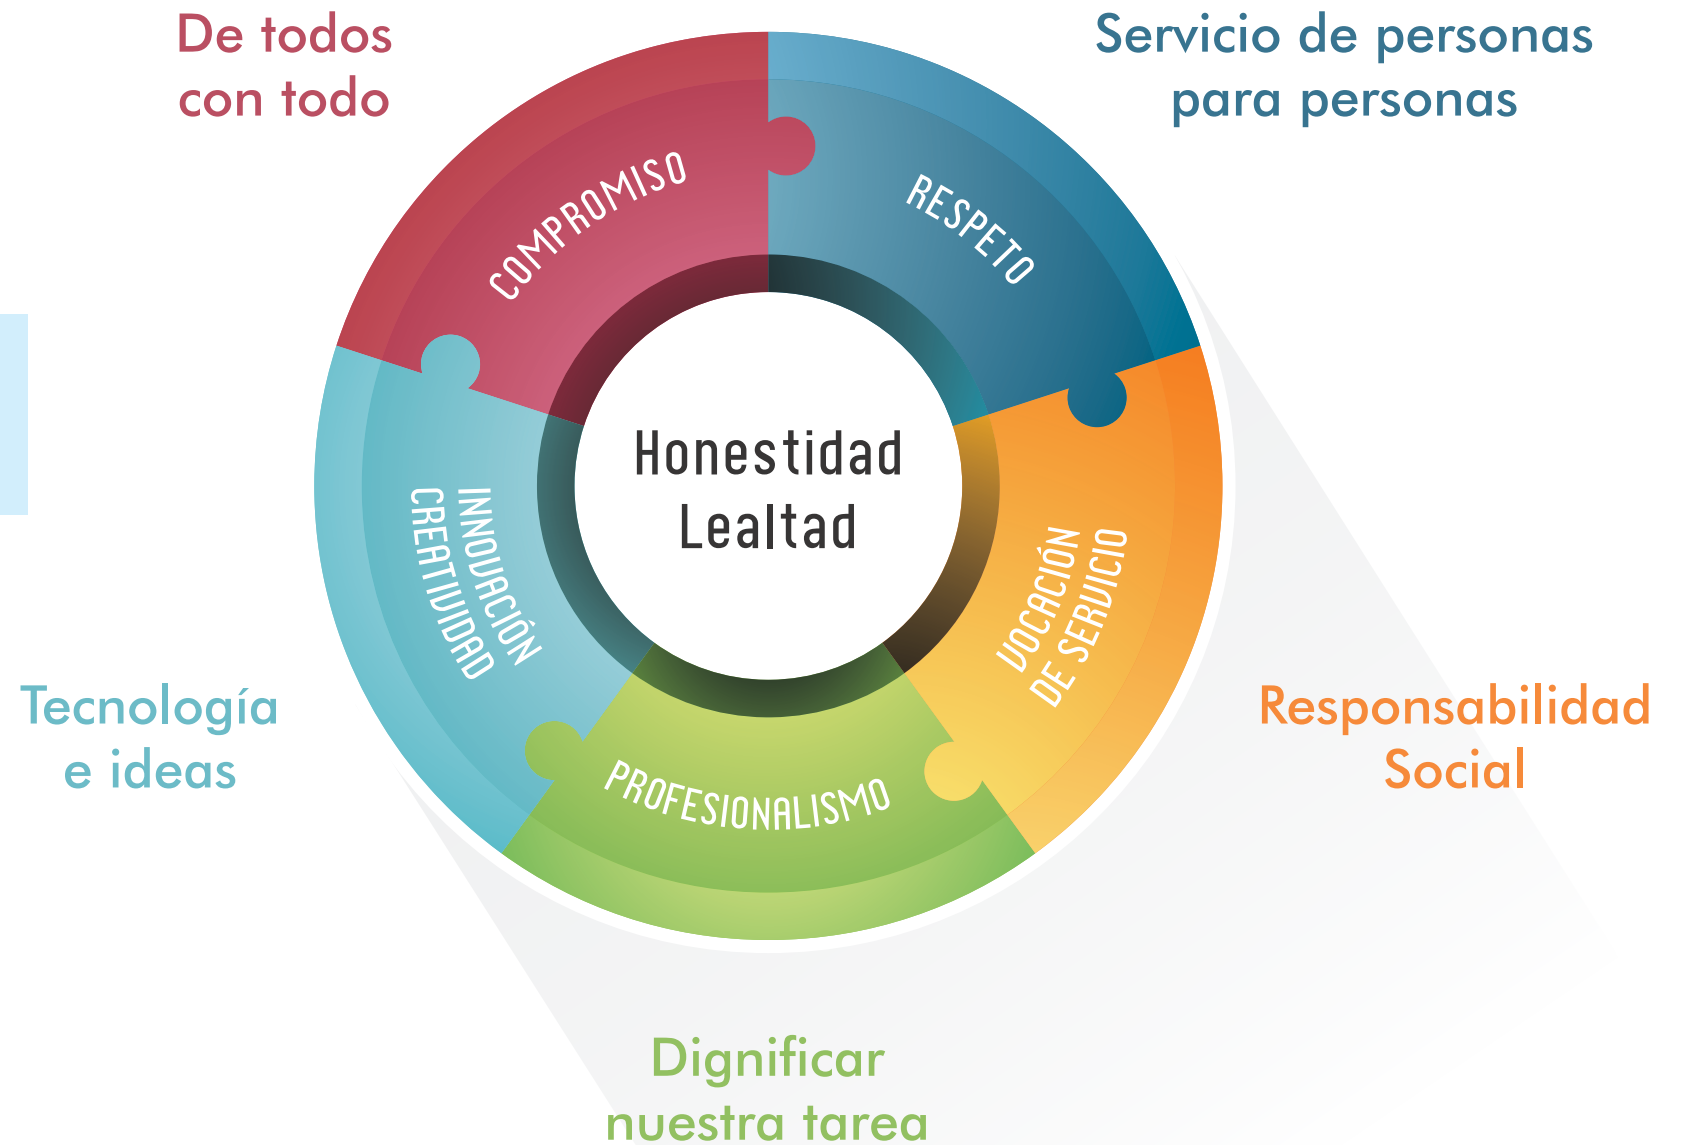 De todos
con todo
Servicio de personas
para personas
COMPROMISO
RESPETO
Honestidad
Lealtad
INNOVACIÓN
CREATIVIDAD
VOCACIÓN
DE SERVICIO
PROFESIONALISMO
Tecnología
e ideas
Responsabilidad
Social
Dignificar
nuestra tarea